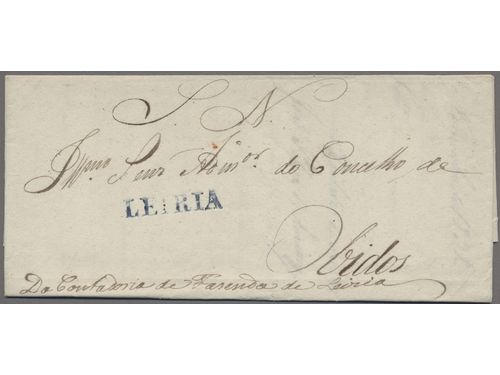 S. N.
Illmo. Senr Admor do Concelho de
LEIRIA
Obidos
Da Contadoria de Fazenda de Leiria